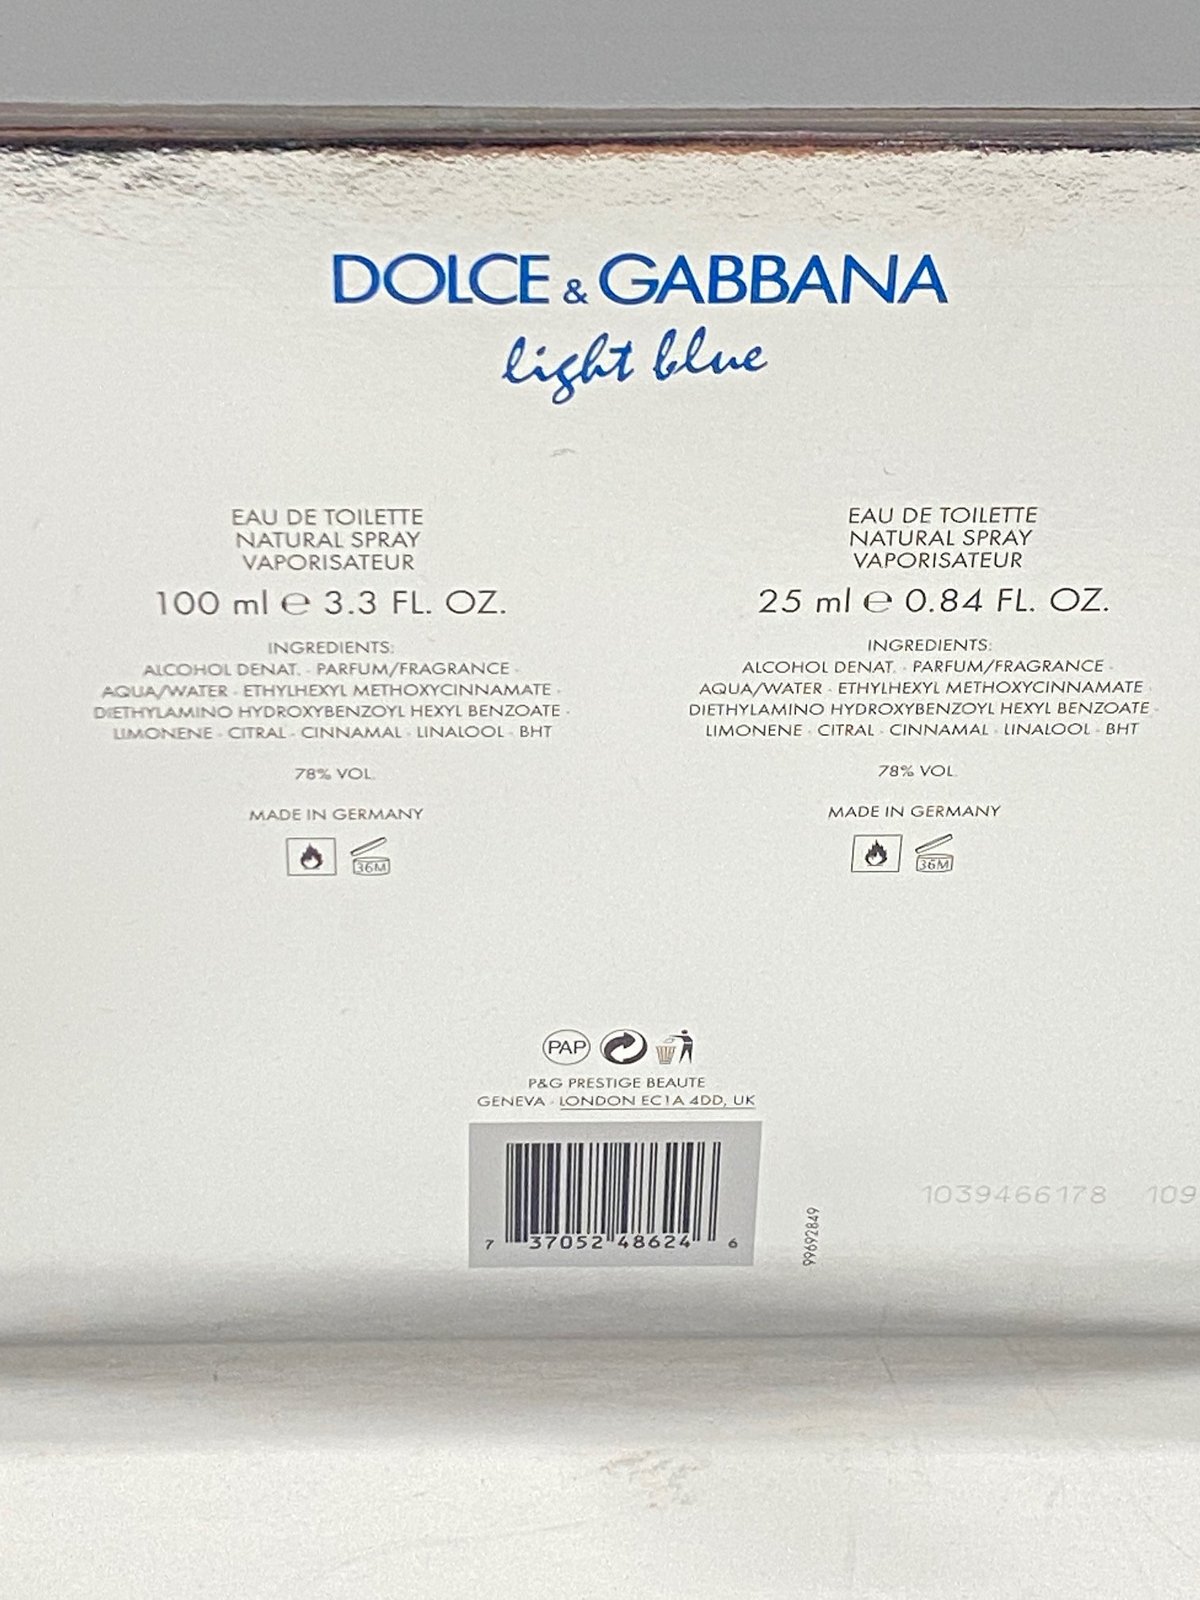 DOLCE & GABBANA
light blue
EAU DE TOILETTE
NATURAL SPRAY
VAPORISATEUR
100 ml ℮ 3.3 FL. OZ.
INGREDIENTS:
ALCOHOL DENAT. · PARFUM/FRAGRANCE ·
AQUA/WATER · ETHYLHEXYL METHOXYCINNAMATE ·
DIETHYLAMINO HYDROXYBENZOYL HEXYL BENZOATE ·
LIMONENE · CITRAL · CINNAMAL · LINALOOL · BHT
78% VOL.
MADE IN GERMANY
36M
EAU DE TOILETTE
NATURAL SPRAY
VAPORISATEUR
25 ml ℮ 0.84 FL. OZ.
INGREDIENTS:
ALCOHOL DENAT. · PARFUM/FRAGRANCE ·
AQUA/WATER · ETHYLHEXYL METHOXYCINNAMATE ·
DIETHYLAMINO HYDROXYBENZOYL HEXYL BENZOATE ·
LIMONENE · CITRAL · CINNAMAL · LINALOOL · BHT
78% VOL.
MADE IN GERMANY
36M
PAP
P&G PRESTIGE BEAUTE
GENEVA - LONDON EC1A 4DD, UK
7 37052 48624 6
99692849
1039466178 109